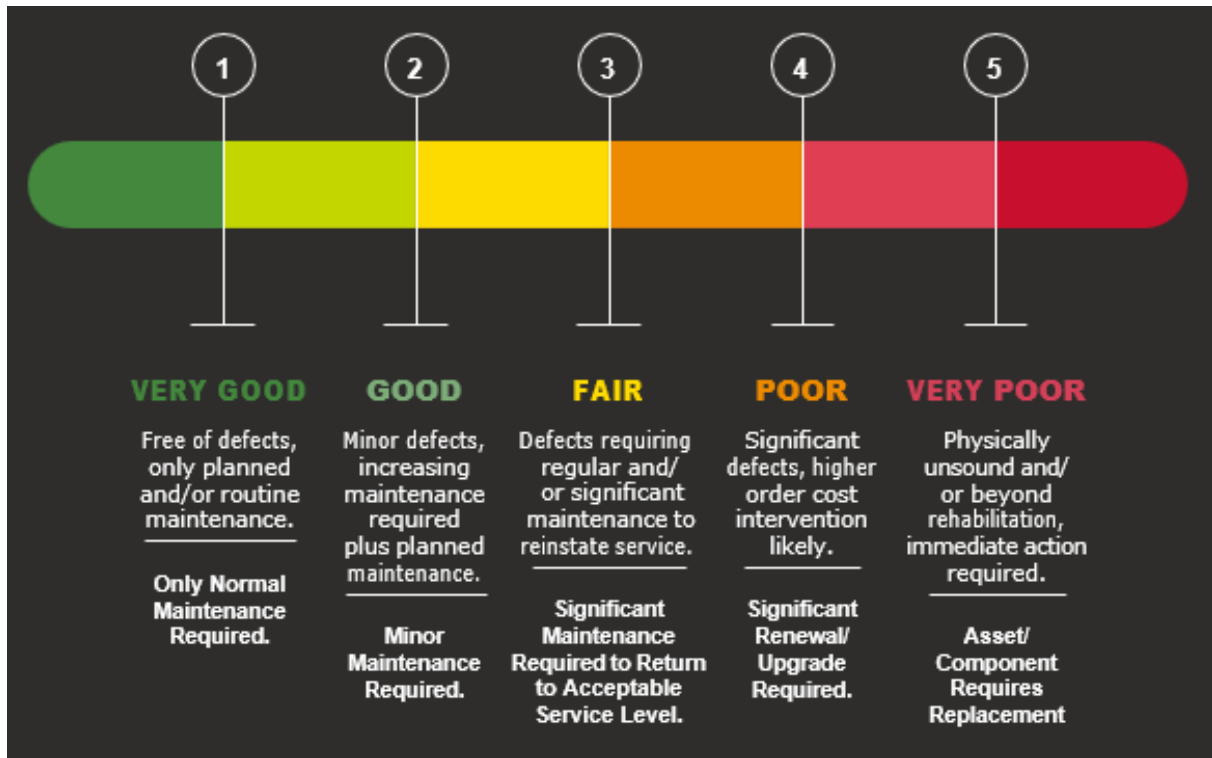 1
2
3
4
5
VERY GOOD
Free of defects,
only planned
and/or routine
maintenance.
Only Normal
Maintenance
Required.
GOOD
Minor defects,
increasing
maintenance
required
plus planned
maintenance.
Minor
Maintenance
Required.
FAIR
Defects requiring
regular and/
or significant
maintenance to
reinstate service.
Significant
Maintenance
Required to Return
to Acceptable
Service Level.
POOR
Significant
defects, higher
order cost
intervention
likely.
Significant
Renewal/
Upgrade
Required.
VERY POOR
Physically
unsound and/
or beyond
rehabilitation,
immediate action
required.
Asset/
Component
Requires
Replacement